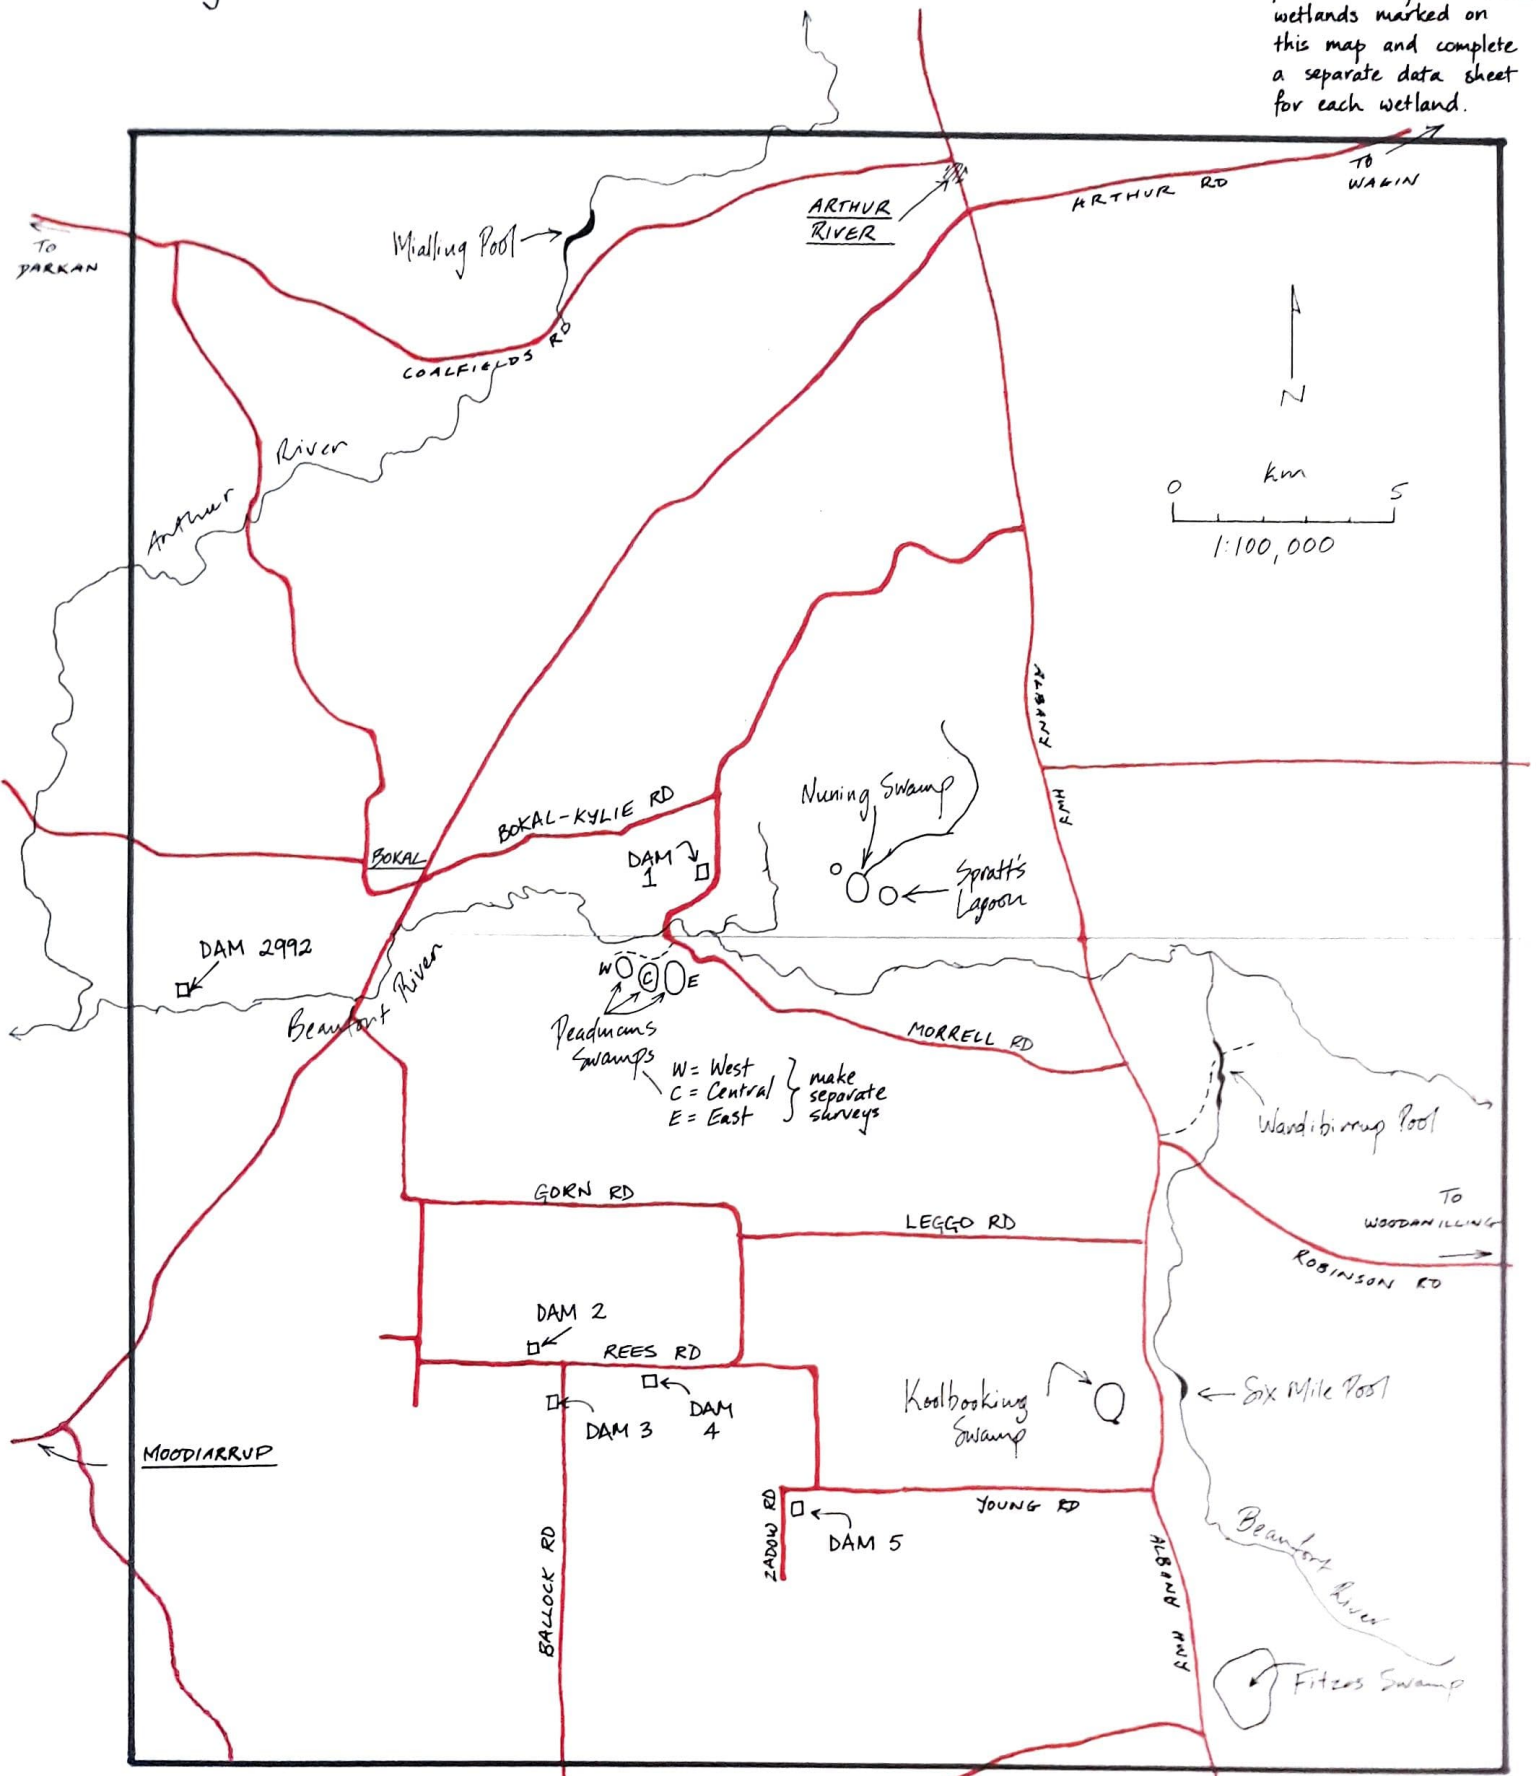 wetlands marked on
this map and complete
a separate data sheet
for each wetland.
TO
WAGIN
ARTHUR RD
ARTHUR
RIVER
Mialling Pool
TO
DARKAN
COALFIELDS RD
N
River
Arthur
km
0 5
1:100,000
ALBANY
HWY
Nuning Swamp
BOKAL-KYLIE RD
BOKAL
DAM
1
Spratt's
Lagoon
DAM 2992
W C E
Beaufort River
Deadmans
Swamps
W = West
C = Central
E = East
make
separate
surveys
MORRELL RD
Wandibirrup Pool
GORN RD
LEGGO RD
TO
WOODANILLING
ROBINSON RD
DAM 2
REES RD
DAM 3
DAM
4
Koolbooking
Swamp
Six Mile Pool
MOODIARRUP
ZADOW RD
YOUNG RD
DAM 5
BALLOCK RD
ALBANY HWY
Beaufort River
Fitzes Swamp